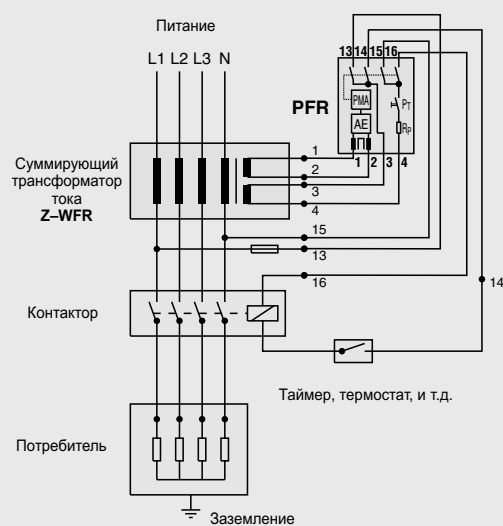 Питание
L1 L2 L3 N
13 14 15 16
PFR
PMA
PT
AE
RP
1 2 3 4
Суммирующий
трансформатор
тока
Z–WFR
1
2
3
4
15
13
16
14
Контактор
Таймер, термостат, и т.д.
Потребитель
Заземление